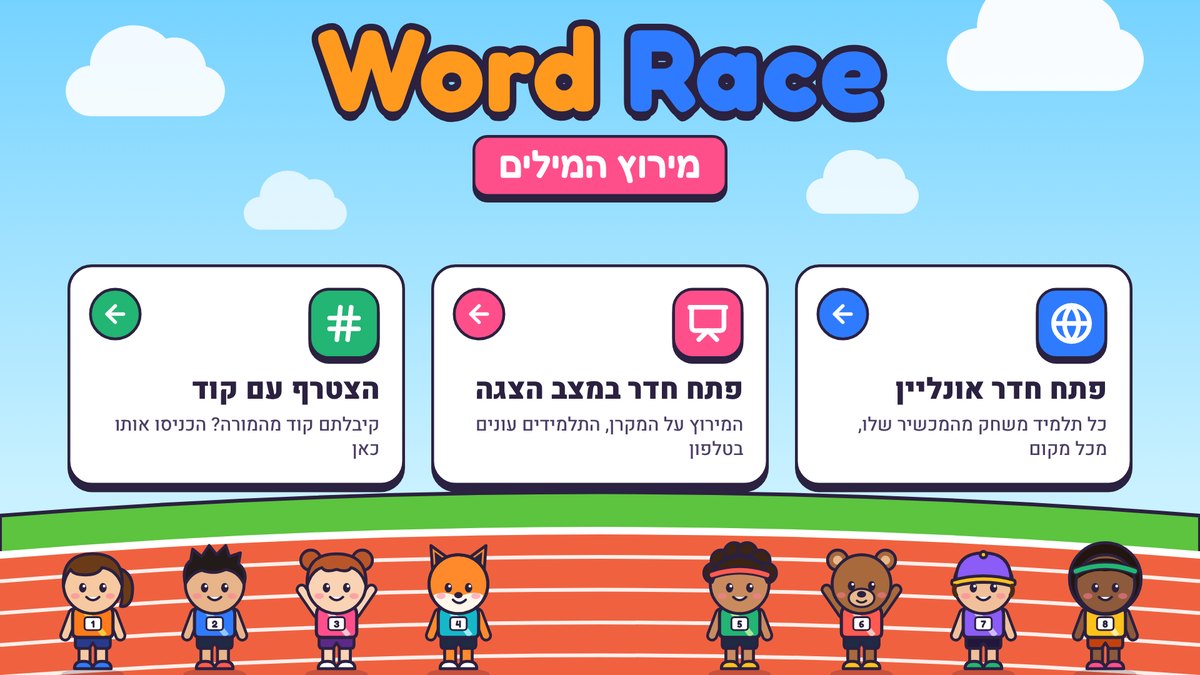 Word Race
מירוץ המילים
פתח חדר אונליין
כל תלמיד משחק מהמכשיר שלו,
מכל מקום
פתח חדר במצב הצגה
המירוץ על המקרן, התלמידים עונים
בטלפון
#
הצטרף עם קוד
קיבלתם קוד מהמורה? הכניסו אותו
כאן
1
2
3
4
5
6
7
8